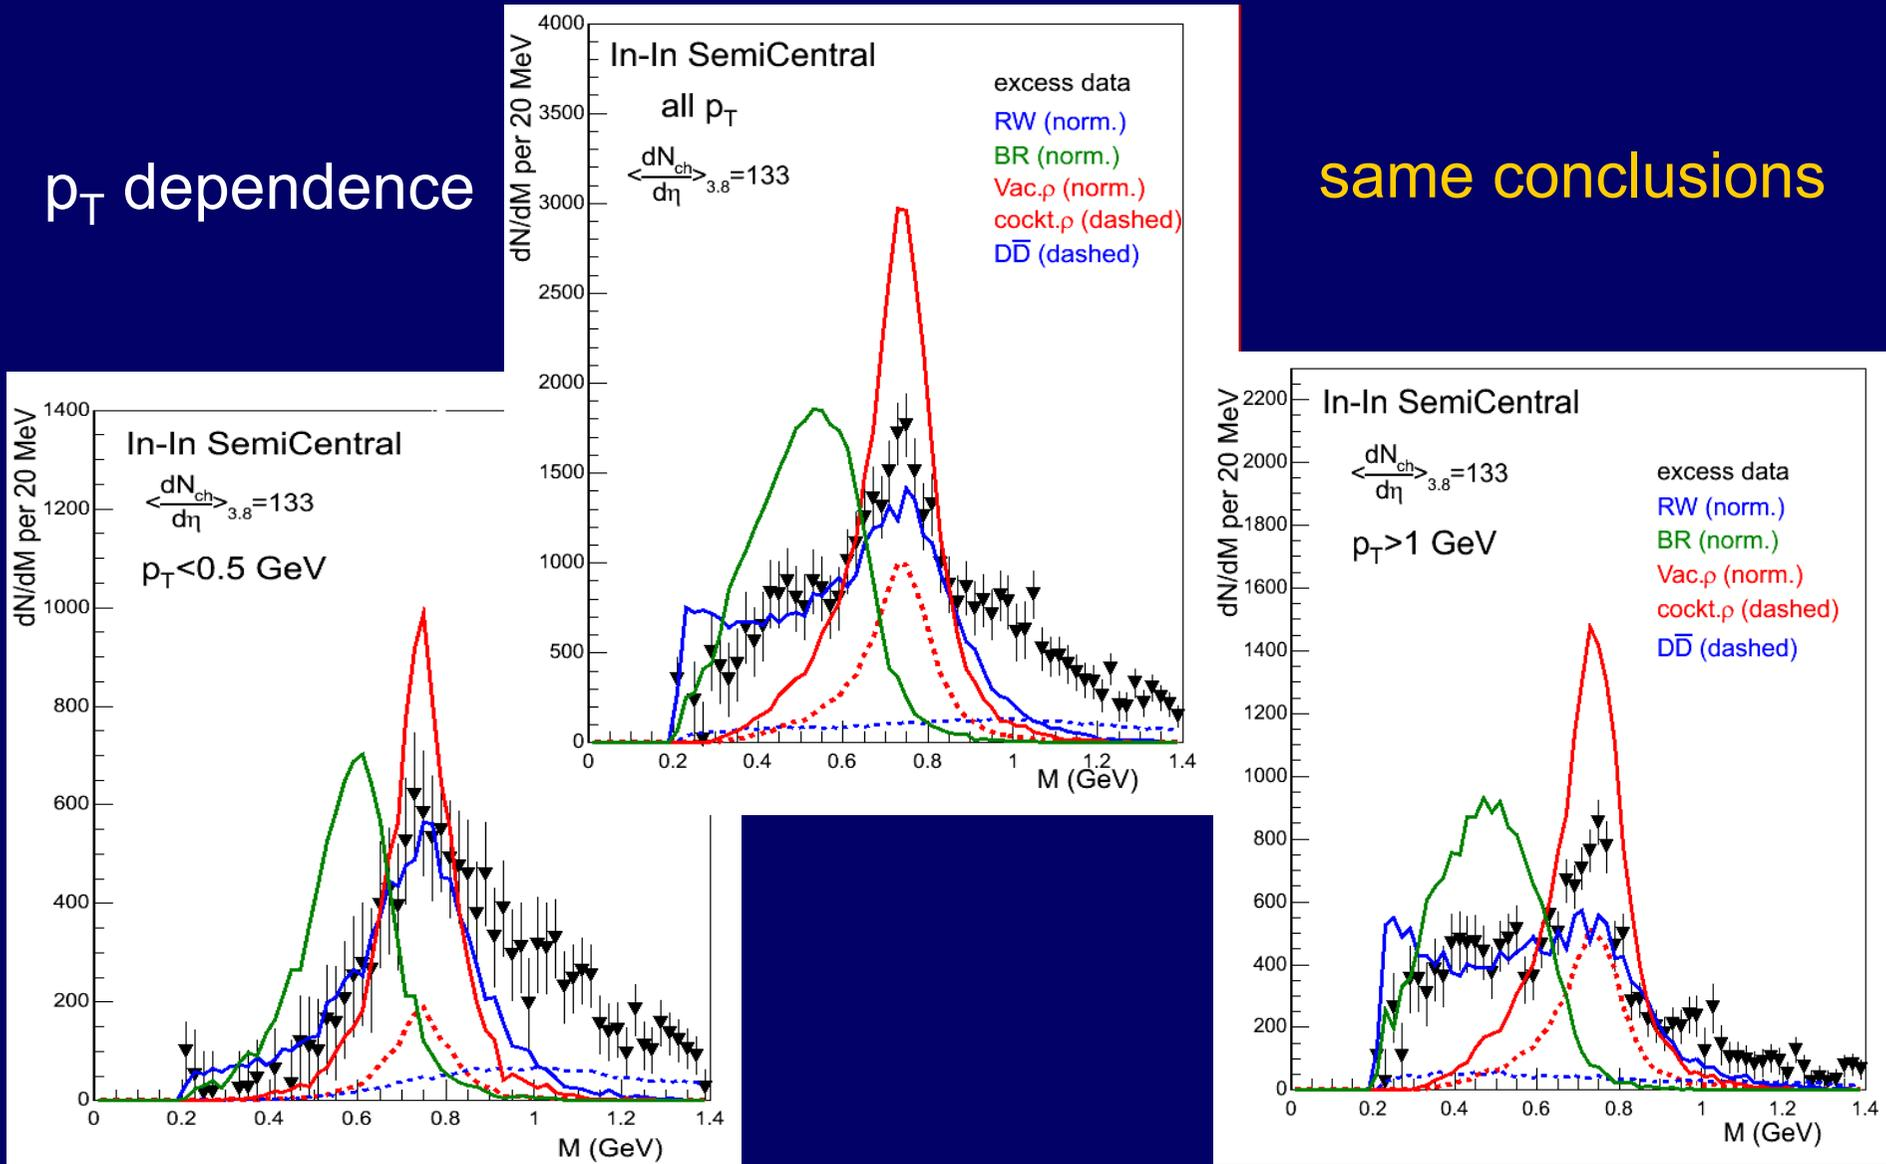 pT dependence
same conclusions
In-In SemiCentral
all pT
<dNch/dη>3.8=133
excess data
RW (norm.)
BR (norm.)
Vac.ρ (norm.)
cockt.ρ (dashed)
DD̅ (dashed)
dN/dM per 20 MeV
4000
3500
3000
2500
2000
1500
1000
500
0
0 0.2 0.4 0.6 0.8 1 1.2 1.4
M (GeV)
In-In SemiCentral
<dNch/dη>3.8=133
pT<0.5 GeV
dN/dM per 20 MeV
1400
1200
1000
800
600
400
200
0
0 0.2 0.4 0.6 0.8 1 1.2 1.4
M (GeV)
In-In SemiCentral
<dNch/dη>3.8=133
pT>1 GeV
excess data
RW (norm.)
BR (norm.)
Vac.ρ (norm.)
cockt.ρ (dashed)
DD̅ (dashed)
dN/dM per 20 MeV
2200
2000
1800
1600
1400
1200
1000
800
600
400
200
0
0 0.2 0.4 0.6 0.8 1 1.2 1.4
M (GeV)